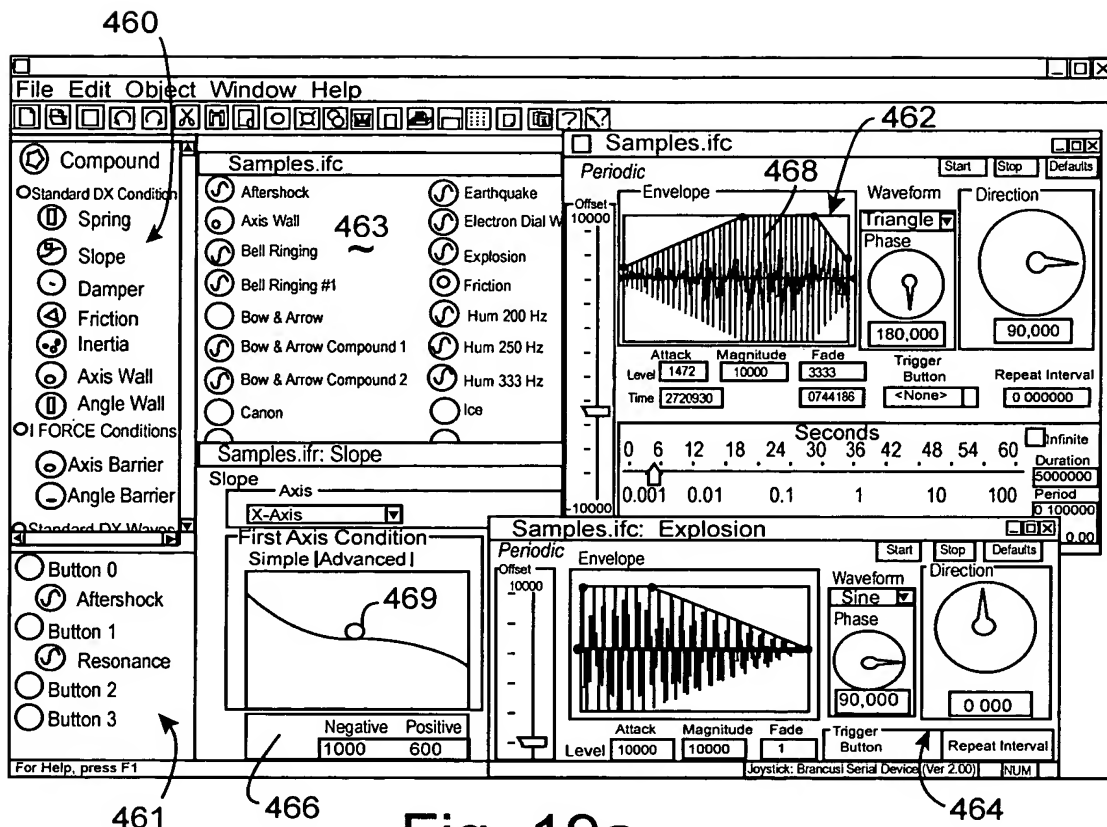 460
File Edit Object Window Help
Compound
Standard DX Condition
Spring
Slope
Damper
Friction
Inertia
Axis Wall
Angle Wall
I FORCE Conditions
Axis Barrier
Angle Barrier
Standard DX Waves
Button 0
Aftershock
Button 1
Resonance
Button 2
Button 3
461
Samples.ifc
Aftershock
Axis Wall
Bell Ringing
Bell Ringing #1
Bow & Arrow
Bow & Arrow Compound 1
Bow & Arrow Compound 2
Canon
463
Earthquake
Electron Dial W
Explosion
Friction
Hum 200 Hz
Hum 250 Hz
Hum 333 Hz
Ice
Samples.ifr: Slope
Slope
Axis
X-Axis
First Axis Condition
Simple |Advanced|
469
Negative Positive
1000 600
466
Samples.ifc
462
Periodic
Start Stop Defaults
Offset
10000
Envelope
468
Waveform
Triangle
Phase
180,000
Direction
90,000
Attack Magnitude Fade
Level 1472 10000 3333
Time 2720930 0744186
Trigger
Button
<None>
Repeat Interval
0 000000
-10000
Seconds
0 6 12 18 24 30 36 42 48 54 60
0.001 0.01 0.1 1 10 100
Infinite
Duration
5000000
Period
0 100000
0.00
Samples.ifc: Explosion
Periodic
Start Stop Defaults
Offset
10000
Envelope
Waveform
Sine
Phase
90,000
Direction
0 000
Attack Magnitude Fade
Level 10000 10000 1
Trigger
Button
Repeat Interval
For Help, press F1
Joystick: Brancusi Serial Device (Ver 2.00) NUM
464